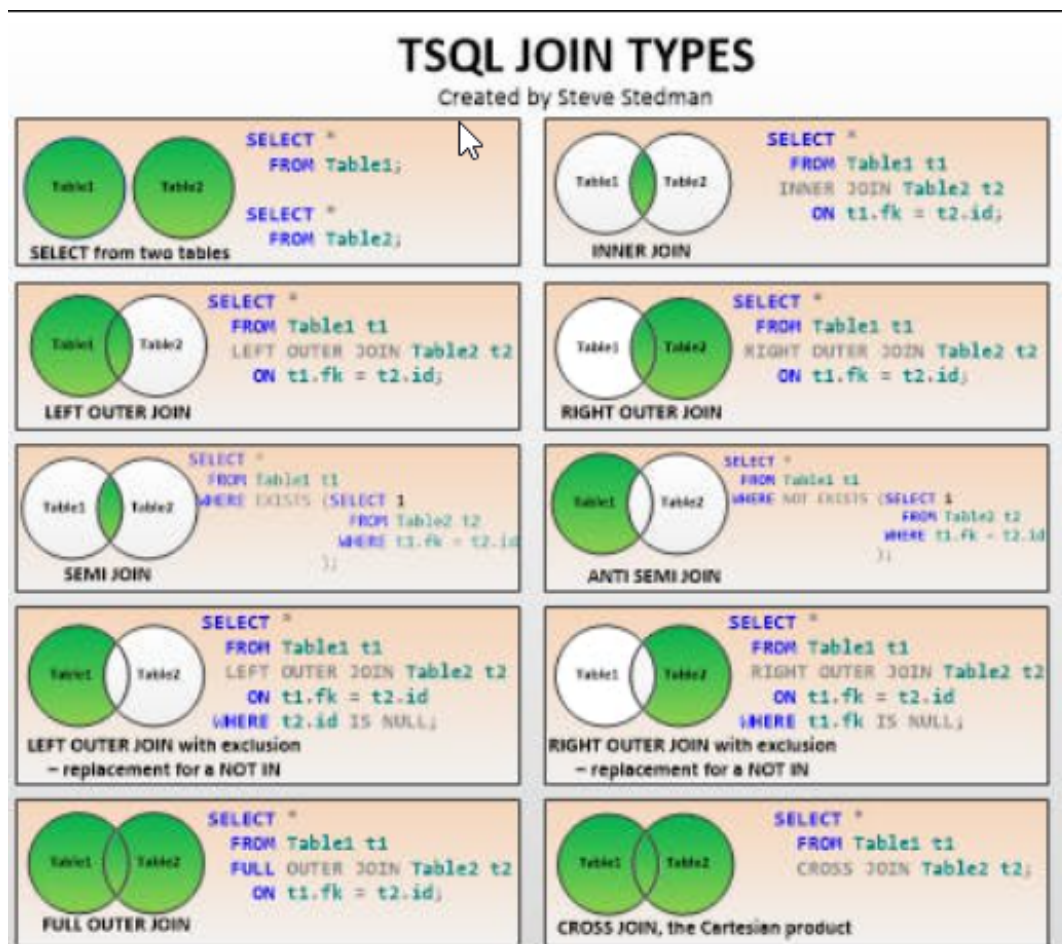 TSQL JOIN TYPES
Created by Steve Stedman
Table1
Table2
SELECT *
FROM Table1;
SELECT *
FROM Table2;
SELECT from two tables
Table1
Table2
SELECT *
FROM Table1 t1
INNER JOIN Table2 t2
ON t1.fk = t2.id;
INNER JOIN
Table1
Table2
SELECT *
FROM Table1 t1
LEFT OUTER JOIN Table2 t2
ON t1.fk = t2.id;
LEFT OUTER JOIN
Table1
Table2
SELECT *
FROM Table1 t1
RIGHT OUTER JOIN Table2 t2
ON t1.fk = t2.id;
RIGHT OUTER JOIN
Table1
Table2
SELECT *
FROM Table1 t1
WHERE EXISTS (SELECT 1
FROM Table2 t2
WHERE t1.fk = t2.id
);
SEMI JOIN
Table1
Table2
SELECT *
FROM Table1 t1
WHERE NOT EXISTS (SELECT 1
FROM Table2 t2
WHERE t1.fk = t2.id
);
ANTI SEMI JOIN
Table1
Table2
SELECT *
FROM Table1 t1
LEFT OUTER JOIN Table2 t2
ON t1.fk = t2.id
WHERE t2.id IS NULL;
LEFT OUTER JOIN with exclusion
– replacement for a NOT IN
Table1
Table2
SELECT *
FROM Table1 t1
RIGHT OUTER JOIN Table2 t2
ON t1.fk = t2.id
WHERE t1.fk IS NULL;
RIGHT OUTER JOIN with exclusion
– replacement for a NOT IN
Table1
Table2
SELECT *
FROM Table1 t1
FULL OUTER JOIN Table2 t2
ON t1.fk = t2.id;
FULL OUTER JOIN
Table1
Table2
SELECT *
FROM Table1 t1
CROSS JOIN Table2 t2;
CROSS JOIN, the Cartesian product